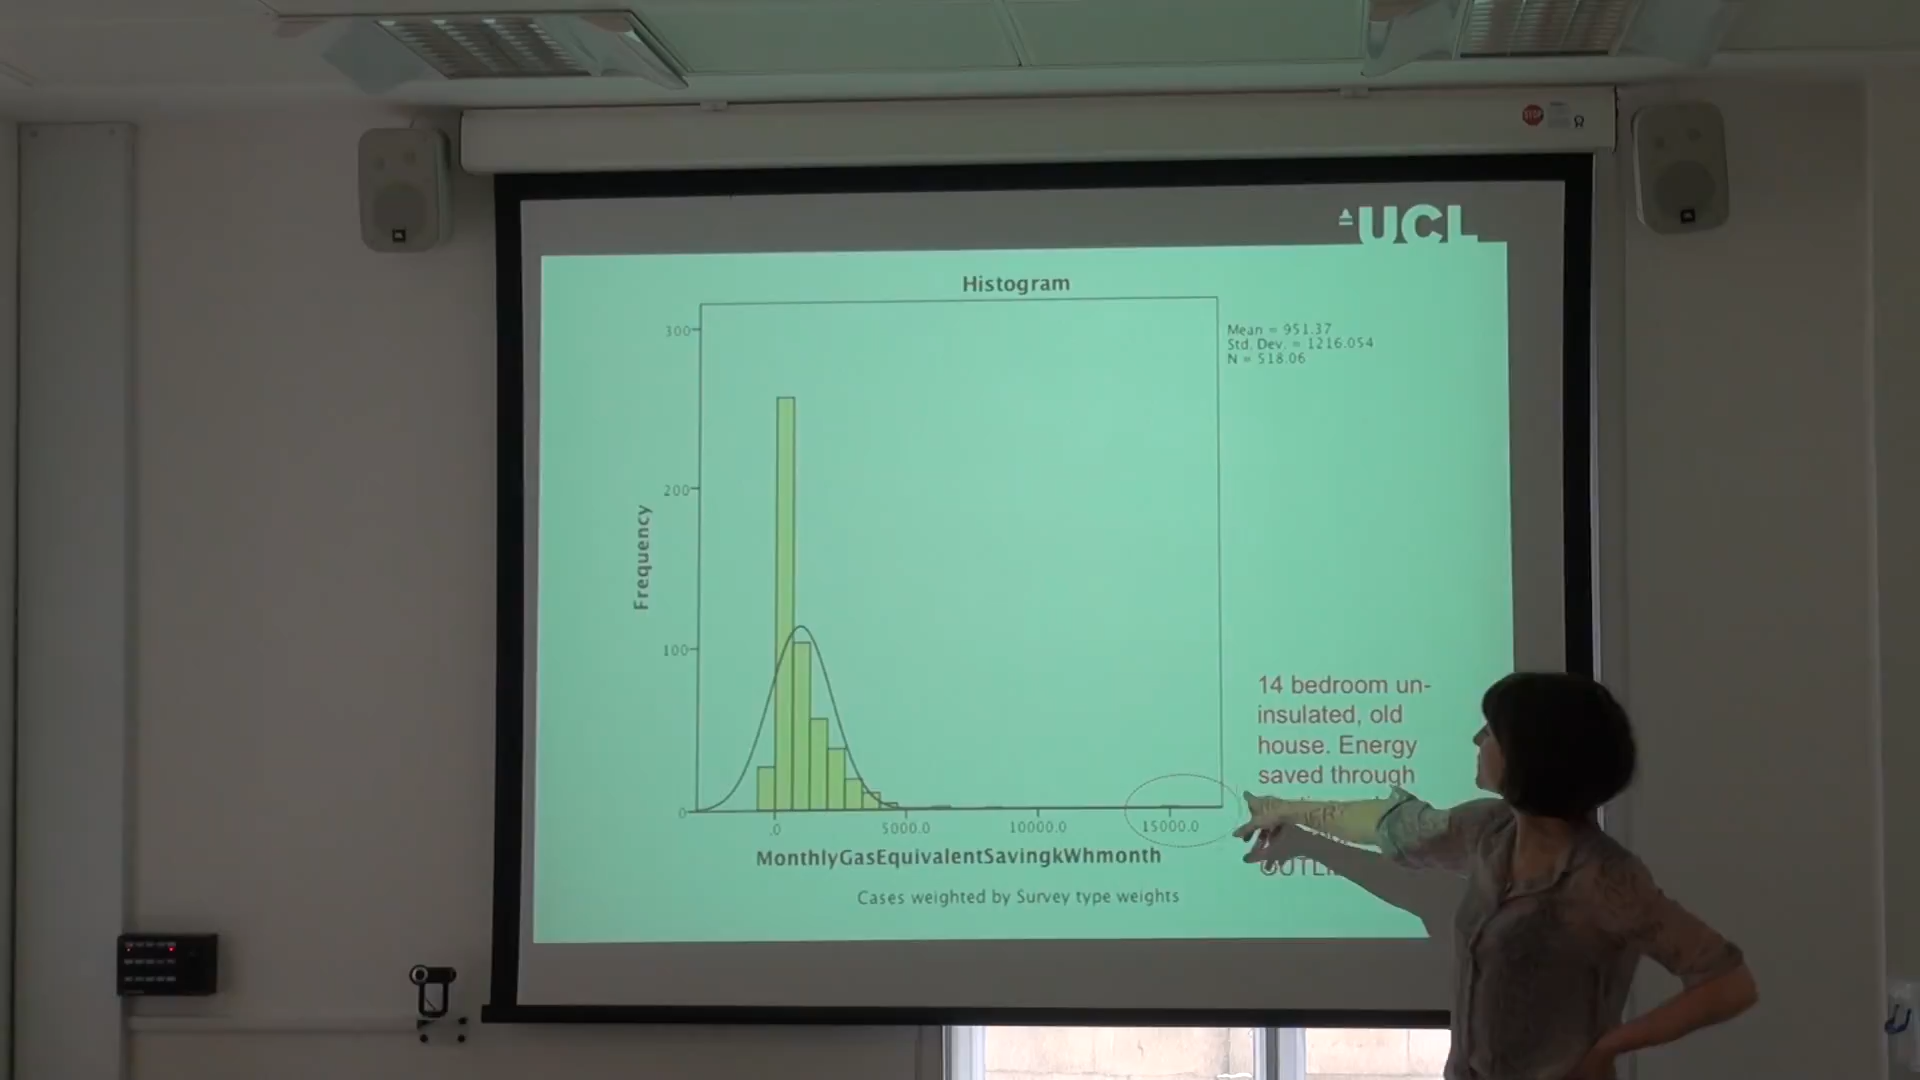 STOP
UCL
Histogram
300
200
100
0
Frequency
Mean = 951.37
Std. Dev. = 1216.054
N = 518.06
.0
5000.0
10000.0
15000.0
MonthlyGasEquivalentSavingkWhmonth
Cases weighted by Survey type weights
14 bedroom un-
insulated, old
house. Energy
saved through